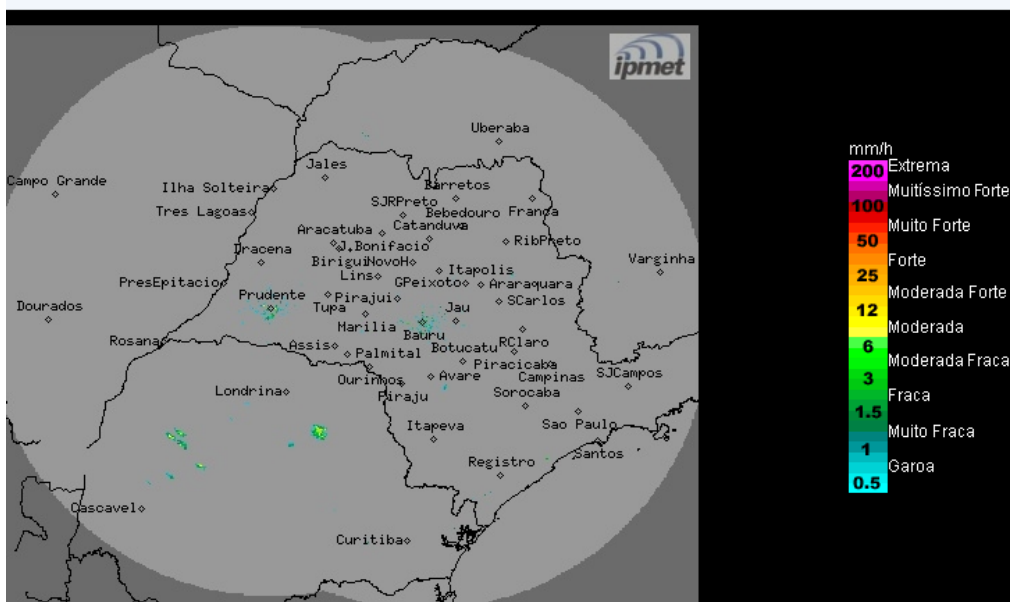 ipmet
Uberaba
Jales
Campo Grande
Ilha Solteira
Barretos
SJRPreto
Tres Lagoas
Bebedouro
Franca
Catanduva
Aracatuba
J.Bonifacio
RibPreto
Dracena
Birigui
NovoH
Varginha
Lins
Itapolis
PresEpitacio
GPeixoto
Araraquara
Prudente
Pirajui
SCarlos
Dourados
Tupa
Jau
Marilia
Bauru
Rosana
Assis
Botucatu
RClaro
Palmital
Piracicaba
Ourinhos
Avare
Campinas
SJCampos
Londrina
Piraju
Sorocaba
Itapeva
Sao Paulo
Santos
Registro
Cascavel
Curitiba
mm/h
200 Extrema
Muitíssimo Forte
100
Muito Forte
50
Forte
25
Moderada Forte
12
Moderada
6
Moderada Fraca
3
Fraca
1.5
Muito Fraca
1
Garoa
0.5